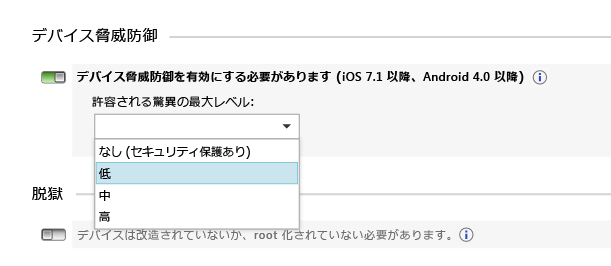 デバイス脅威防御
デバイス脅威防御を有効にする必要があります (iOS 7.1 以降、Android 4.0 以降)
許容される驚異の最大レベル:
なし (セキュリティ保護あり)
低
中
高
脱獄
デバイスは改造されていないか、root 化されていない必要があります。